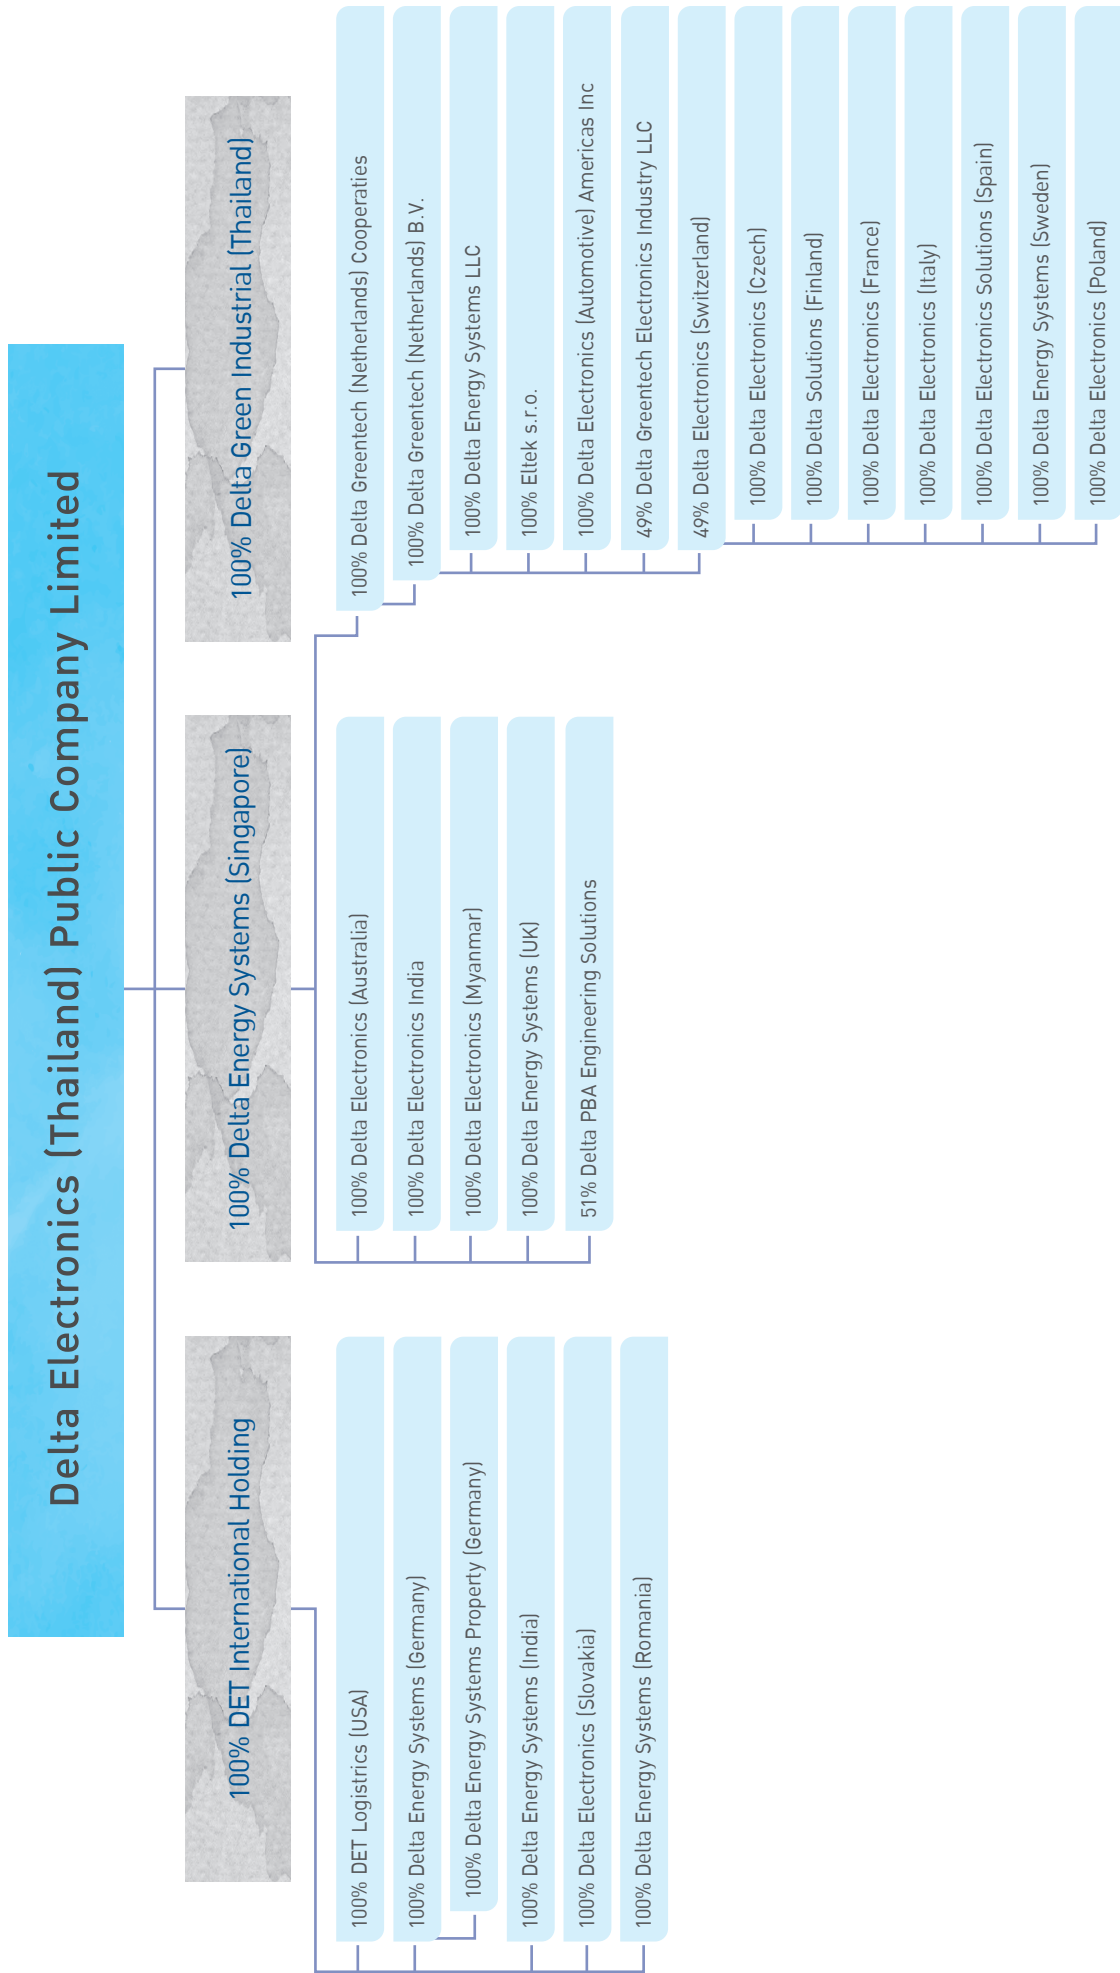 Delta Electronics (Thailand) Public Company Limited
100% DET International Holding
100% DET Logistrics (USA)
100% Delta Energy Systems (Germany)
100% Delta Energy Systems Property (Germany)
100% Delta Energy Systems (India)
100% Delta Electronics (Slovakia)
100% Delta Energy Systems (Romania)
100% Delta Energy Systems (Singapore)
100% Delta Electronics (Australia)
100% Delta Electronics India
100% Delta Electronics (Myanmar)
100% Delta Energy Systems (UK)
51% Delta PBA Engineering Solutions
100% Delta Green Industrial (Thailand)
100% Delta Greentech (Netherlands) Cooperaties
100% Delta Greentech (Netherlands) B.V.
100% Delta Energy Systems LLC
100% Eltek s.r.o.
100% Delta Electronics (Automotive) Americas Inc
49% Delta Greentech Electronics Industry LLC
49% Delta Electronics (Switzerland)
100% Delta Electronics (Czech)
100% Delta Solutions (Finland)
100% Delta Electronics (France)
100% Delta Electronics (Italy)
100% Delta Electronics Solutions (Spain)
100% Delta Energy Systems (Sweden)
100% Delta Electronics (Poland)